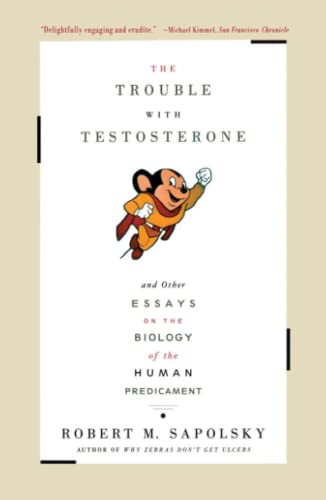 "Delightfully engaging and erudite." –Michael Kimmel, San Francisco Chronicle
THE
TROUBLE
WITH
TESTOSTERONE
and Other
ESSAYS
ON THE
BIOLOGY
of the
HUMAN
PREDICAMENT
ROBERT M. SAPOLSKY
AUTHOR OF WHY ZEBRAS DON'T GET ULCERS